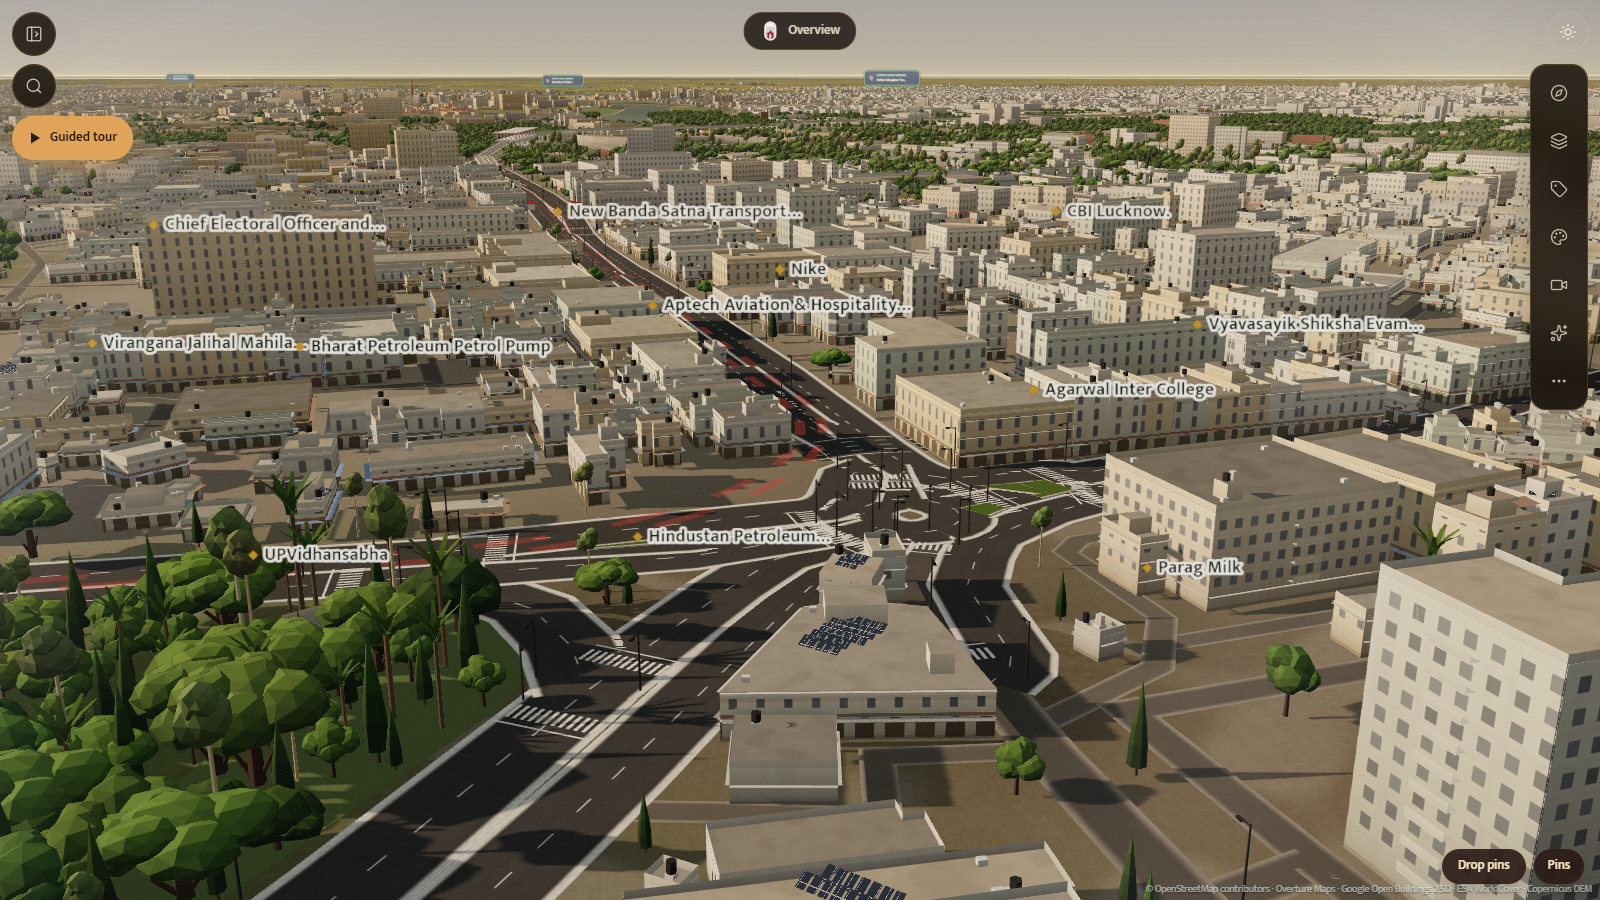 Overview
Guided tour
Chief Electoral Officer and...
New Banda Satna Transport...
CBI Lucknow.
Nike
Aptech Aviation & Hospitality...
Vyavasayik Shiksha Evam...
Virangana Jalihal Mahila...
Bharat Petroleum Petrol Pump
Agarwal Inter College
Hindustan Petroleum...
UPVidhansabha
Parag Milk
Drop pins
Pins
© OpenStreetMap contributors · Overture Maps · Google Open Buildings 2.5D · ESA WorldCover · Copernicus DEM